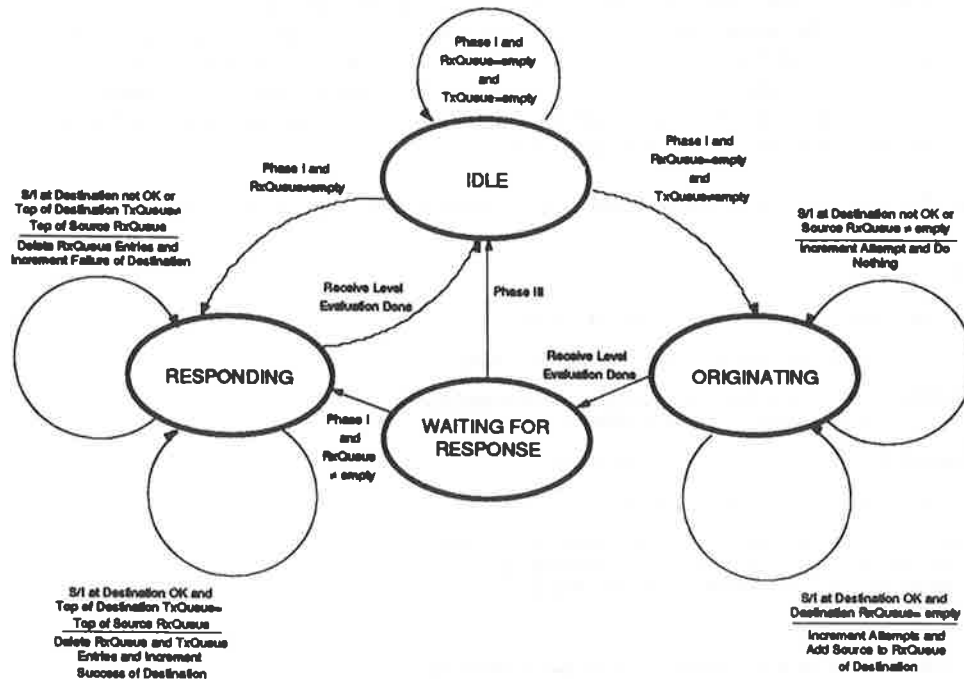 Phase I and
RxQueue=empty
and
TxQueue=empty
IDLE
Phase I and
RxQueue≠empty
Phase I and
RxQueue=empty
and
TxQueue≠empty
S/I at Destination not OK or
Top of Destination TxQueue≠
Top of Source RxQueue
Delete RxQueue Entries and
Increment Failure of Destination
S/I at Destination not OK or
Source RxQueue ≠ empty
Increment Attempt and Do
Nothing
Receive Level
Evaluation Done
Phase III
RESPONDING
Receive Level
Evaluation Done
ORIGINATING
WAITING FOR
RESPONSE
Phase I
and
RxQueue
≠ empty
S/I at Destination OK and
Top of Destination TxQueue=
Top of Source RxQueue
Delete RxQueue and TxQueue
Entries and Increment
Success of Destination
S/I at Destination OK and
Destination RxQueue= empty
Increment Attempts and
Add Source to RxQueue
of Destination